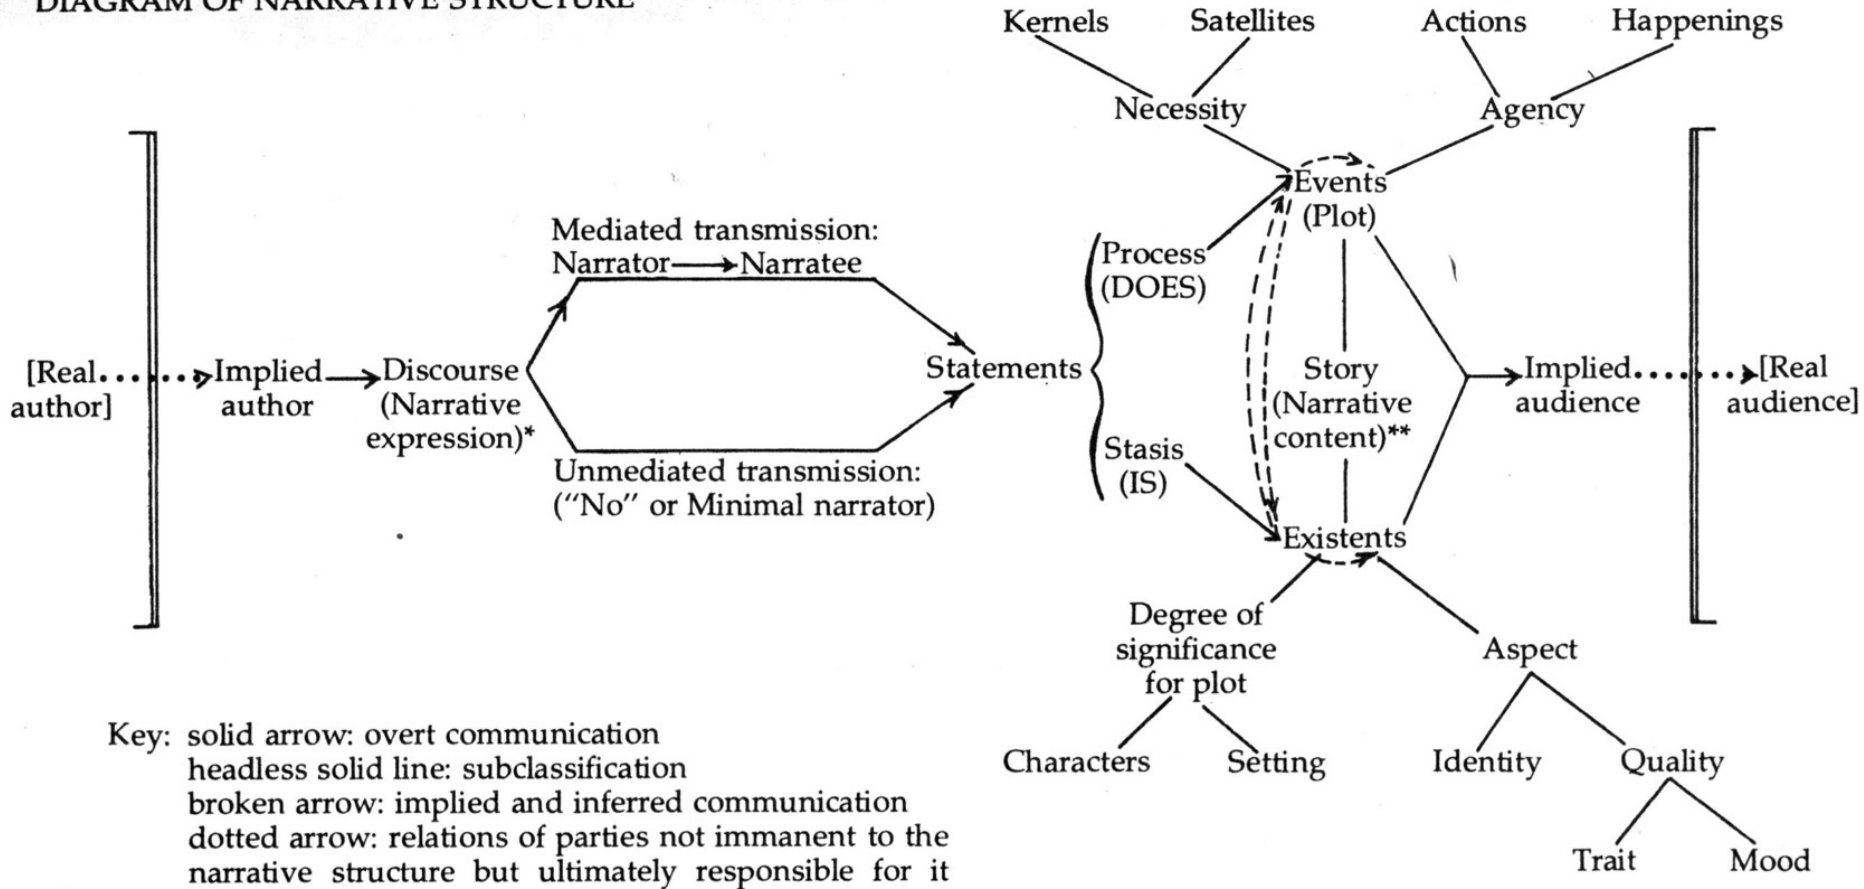 DIAGRAM OF NARRATIVE STRUCTURE
Kernels Satellites Actions Happenings
Necessity Agency
Events
(Plot)
Mediated transmission:
Narrator Narratee
Process
(DOES)
[Real author]
Implied author
Discourse
(Narrative
expression)*
Statements
Story
(Narrative
content)**
Implied
audience
[Real
audience]
Unmediated transmission:
("No" or Minimal narrator)
Stasis
(IS)
Existents
Degree of
significance
for plot
Aspect
Characters Setting Identity Quality
Trait Mood
Key: solid arrow: overt communication
headless solid line: subclassification
broken arrow: implied and inferred communication
dotted arrow: relations of parties not immanent to the
narrative structure but ultimately responsible for it